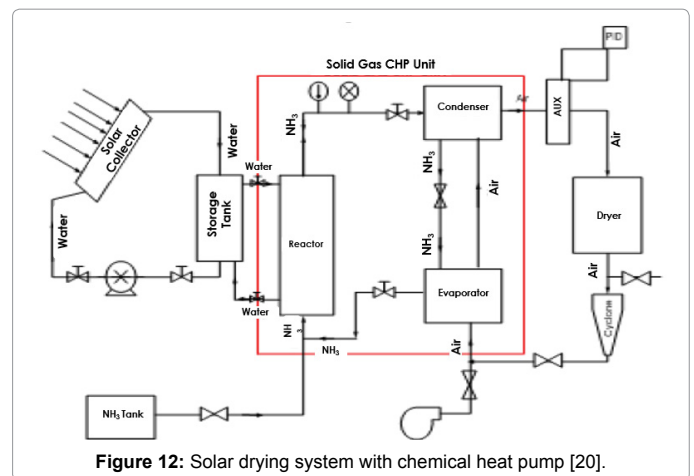 PID
Solid Gas CHP Unit
Condenser
Air
AUX
Solar
Collector
Water
NH3
Water
NH3
Air
Air
Storage
Tank
Reactor
Dryer
Water
NH3
Evaporator
Air
Water
NH
3
NH3
Air
Cyclone
NH3 Tank
Figure 12: Solar drying system with chemical heat pump [20].